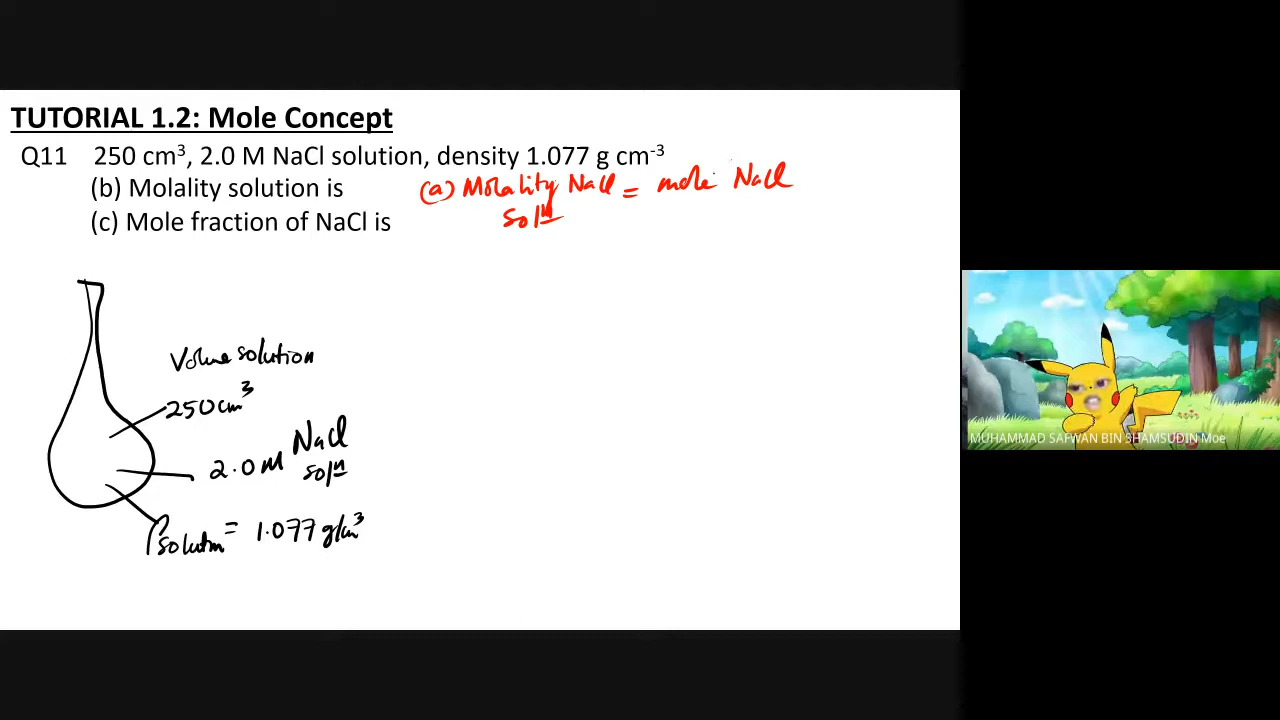 TUTORIAL 1.2: Mole Concept
Q11 250 cm³, 2.0 M NaCl solution, density 1.077 g cm⁻³
(b) Molality solution is
(c) Mole fraction of NaCl is
(a) Molality NaCl = mole NaCl
solⁿ
Volume solution
250 cm³
2.0 M NaCl
solⁿ
ρsolution = 1.077 g/cm³
MUHAMMAD SAFWAN BIN SHAMSUDIN Moe